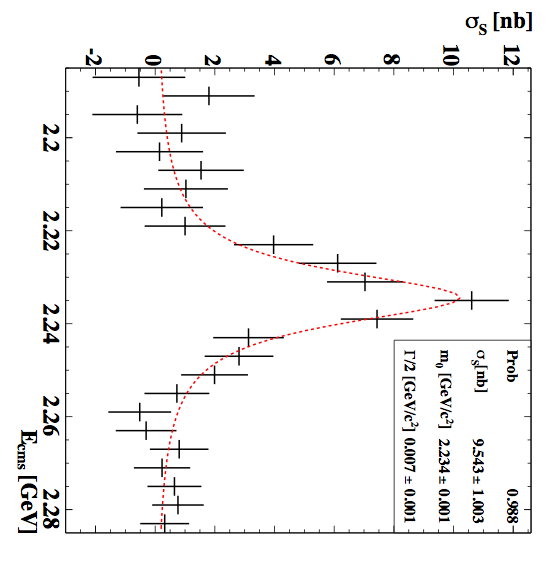 σS [nb]
-2
0
2
4
6
8
10
12
2.2
2.22
2.24
2.26
2.28
Ecms [GeV]
Prob 0.988
σS[nb] 9.543 ± 1.003
m0 [GeV/c2] 2.234 ± 0.001
Γ/2 [GeV/c2] 0.007 ± 0.001